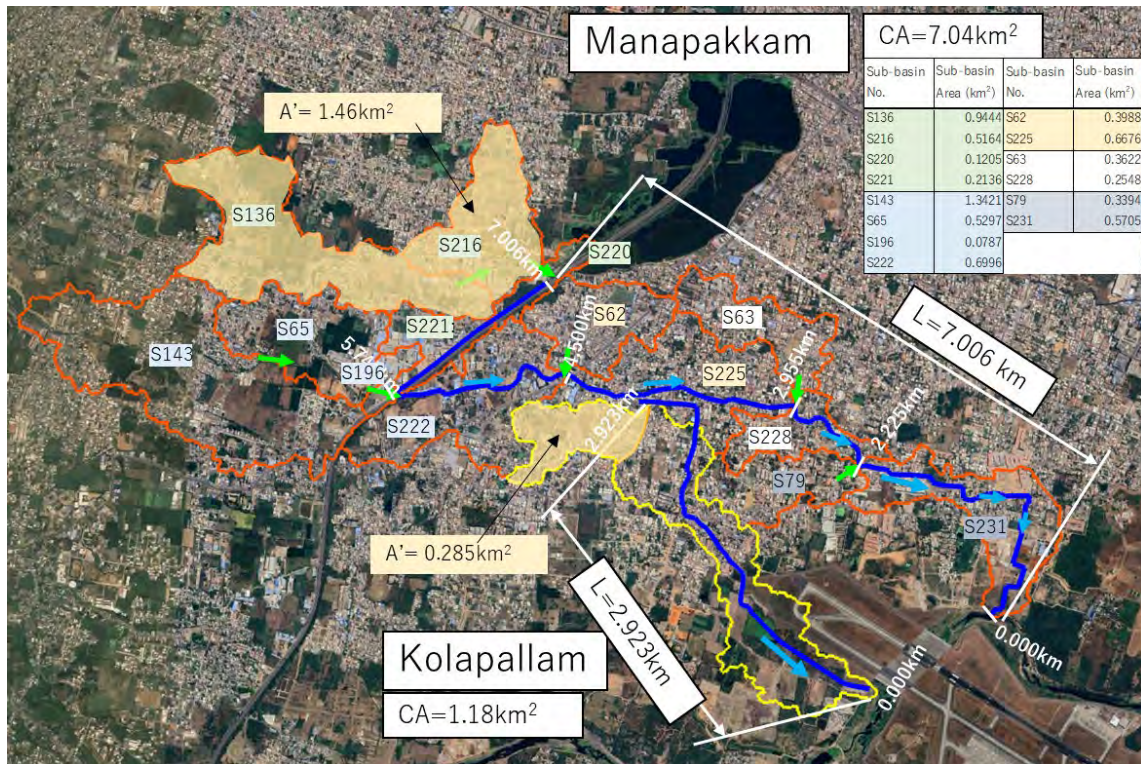 Manapakkam
CA=7.04km²
Sub-basin No. Sub-basin Area (km²) Sub-basin No. Sub-basin Area (km²)
S136 0.9444 S62 0.3988
S216 0.5164 S225 0.6676
S220 0.1205 S63 0.3622
S221 0.2136 S228 0.2548
S143 1.3421 S79 0.3394
S65 0.5297 S231 0.5705
S196 0.0787
S222 0.6996
A'= 1.46km²
S136
S216
7.006km
S220
S62
S63
S65
S221
4.500km
L=7.006 km
S143
S196
S225
2.955km
S222
2.923km
S228
2.225km
S79
S231
A'= 0.285km²
L=2.923km
0.000km
Kolapallam
CA=1.18km²
0.000km